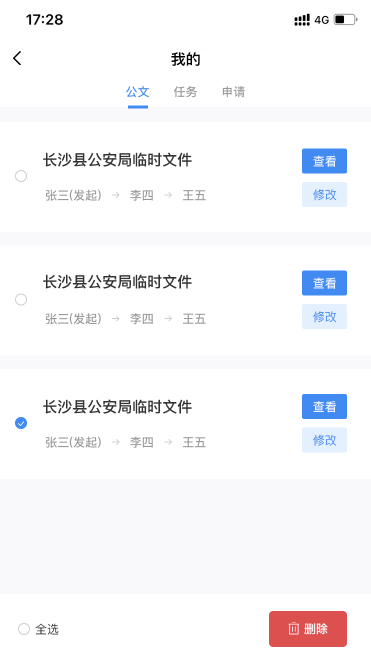 17:28 4G
我的
公文 任务 申请
长沙县公安局临时文件 查看
张三(发起) → 李四 → 王五 修改
长沙县公安局临时文件 查看
张三(发起) → 李四 → 王五 修改
长沙县公安局临时文件 查看
张三(发起) → 李四 → 王五 修改
全选 删除